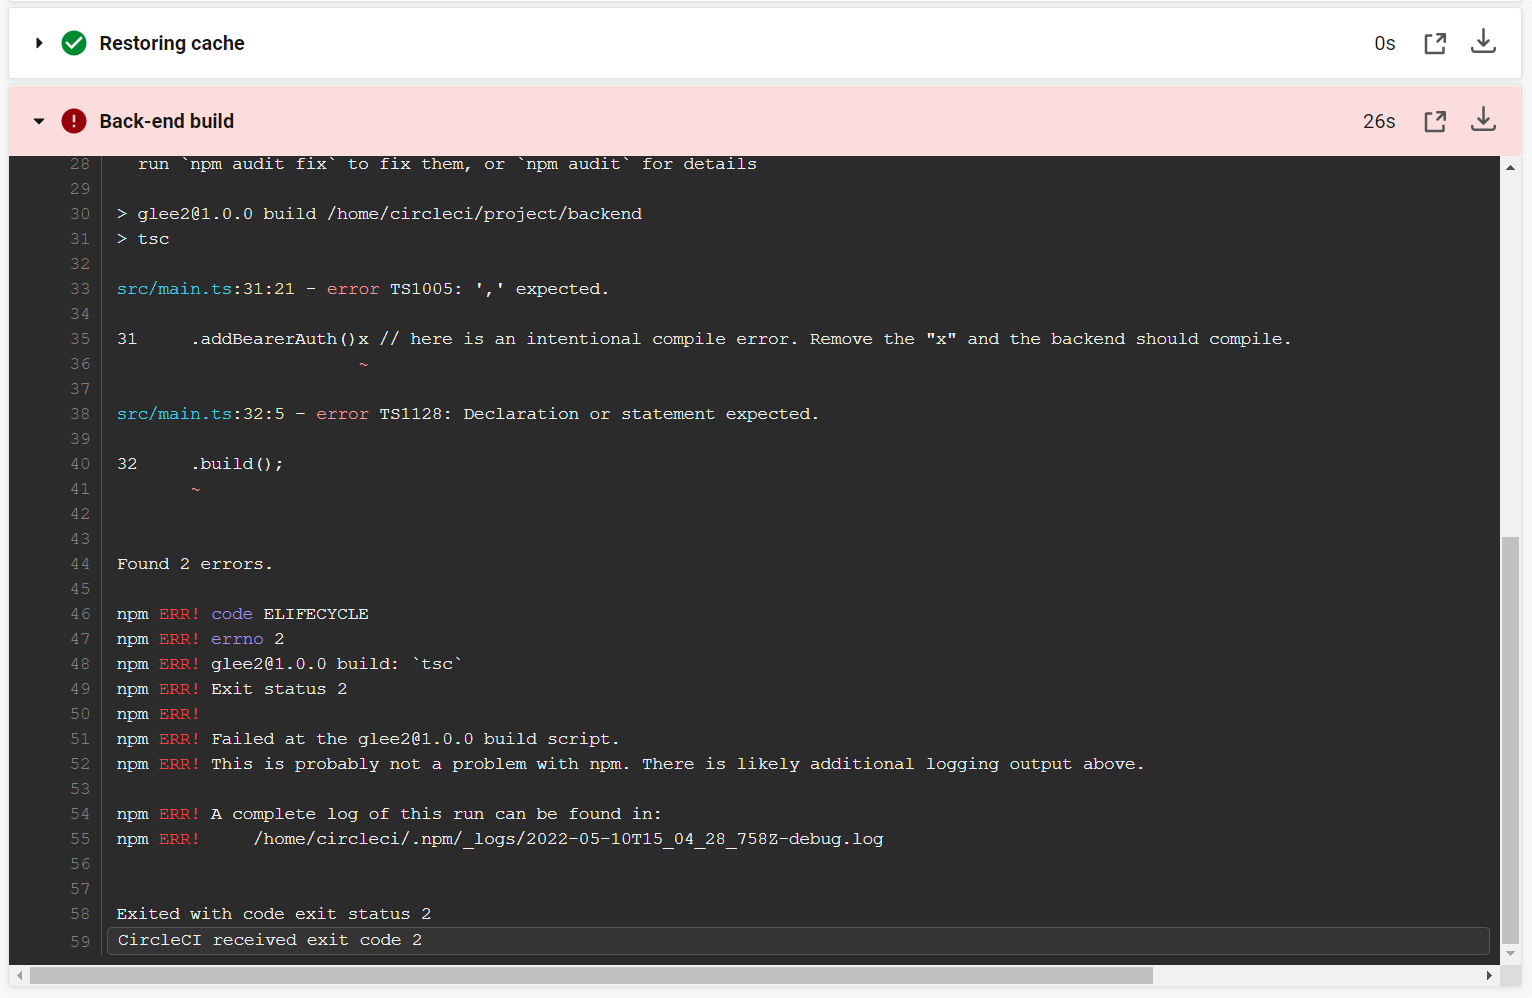 Restoring cache 0s
Back-end build 26s
28 run `npm audit fix` to fix them, or `npm audit` for details
29
30 > glee2@1.0.0 build /home/circleci/project/backend
31 > tsc
32
33 src/main.ts:31:21 - error TS1005: ',' expected.
34
35 31     .addBearerAuth()x // here is an intentional compile error. Remove the "x" and the backend should compile.
36                        ~
37
38 src/main.ts:32:5 - error TS1128: Declaration or statement expected.
39
40 32     .build();
41        ~
42
43
44 Found 2 errors.
45
46 npm ERR! code ELIFECYCLE
47 npm ERR! errno 2
48 npm ERR! glee2@1.0.0 build: `tsc`
49 npm ERR! Exit status 2
50 npm ERR!
51 npm ERR! Failed at the glee2@1.0.0 build script.
52 npm ERR! This is probably not a problem with npm. There is likely additional logging output above.
53
54 npm ERR! A complete log of this run can be found in:
55 npm ERR!     /home/circleci/.npm/_logs/2022-05-10T15_04_28_758Z-debug.log
56
57
58 Exited with code exit status 2
59 CircleCI received exit code 2